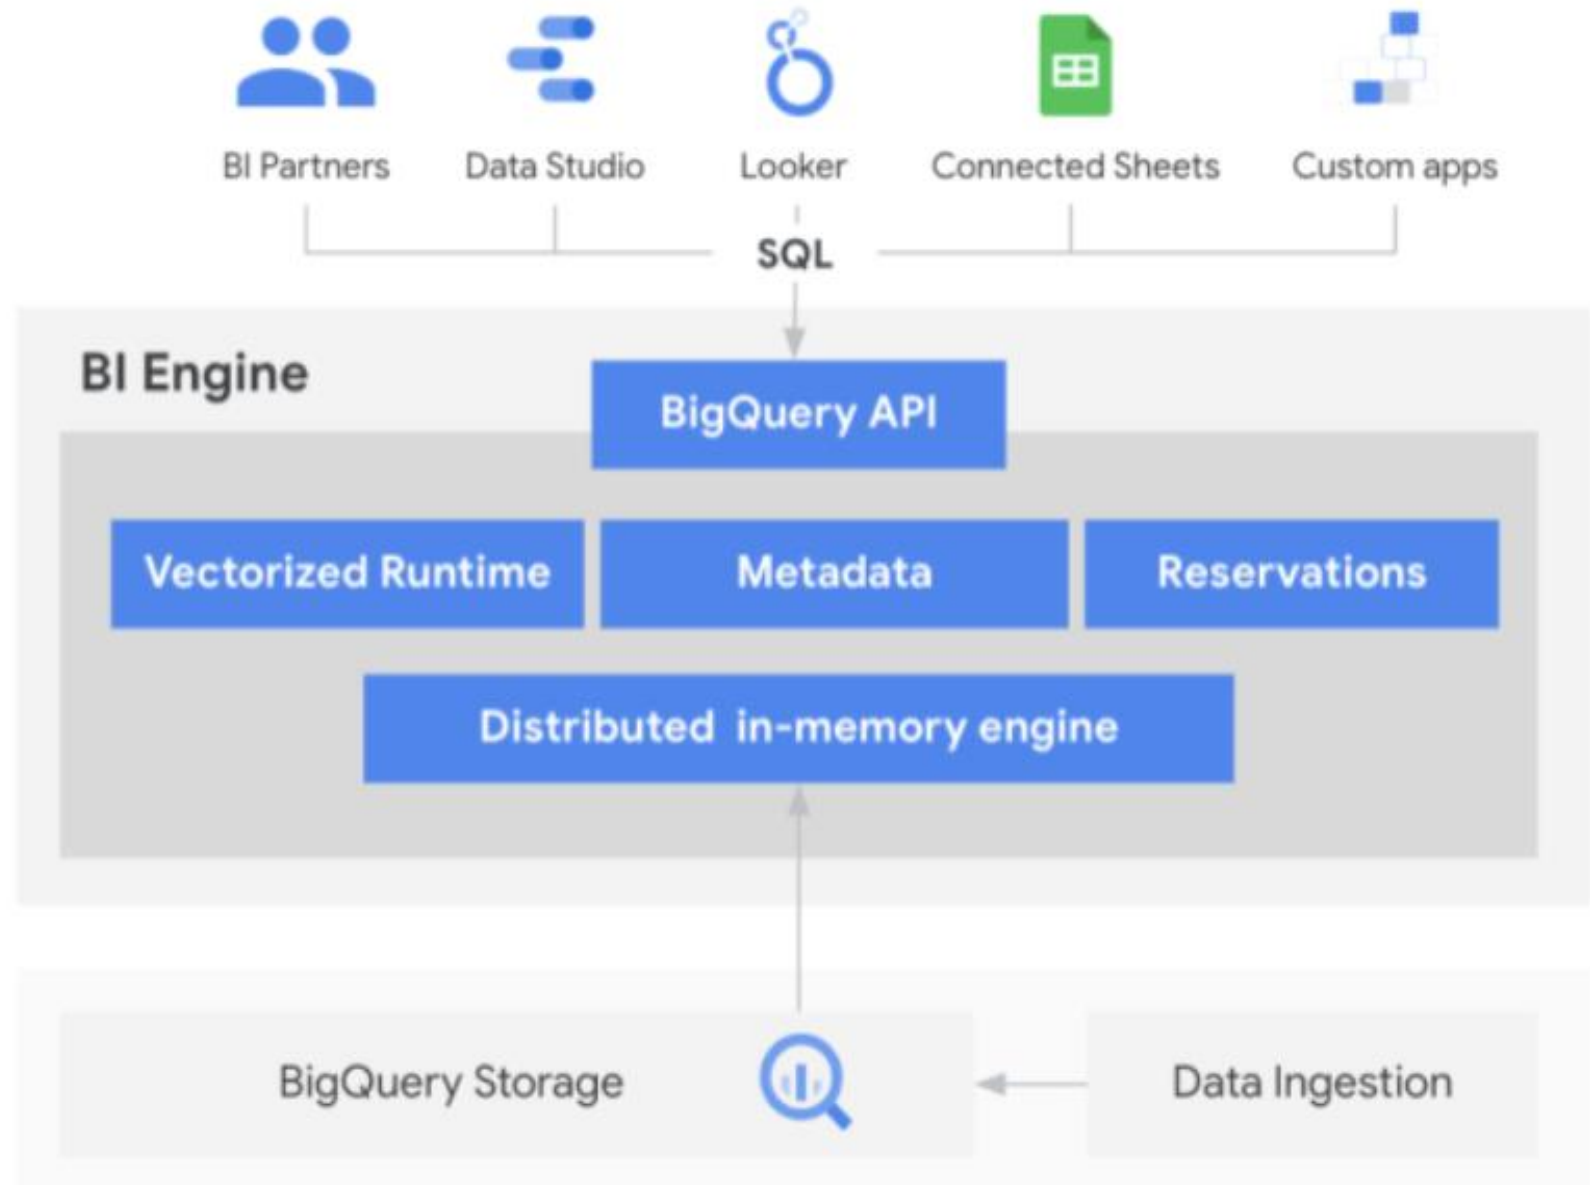 BI Partners
Data Studio
Looker
Connected Sheets
Custom apps
SQL
BI Engine
BigQuery API
Vectorized Runtime
Metadata
Reservations
Distributed in-memory engine
BigQuery Storage
Data Ingestion